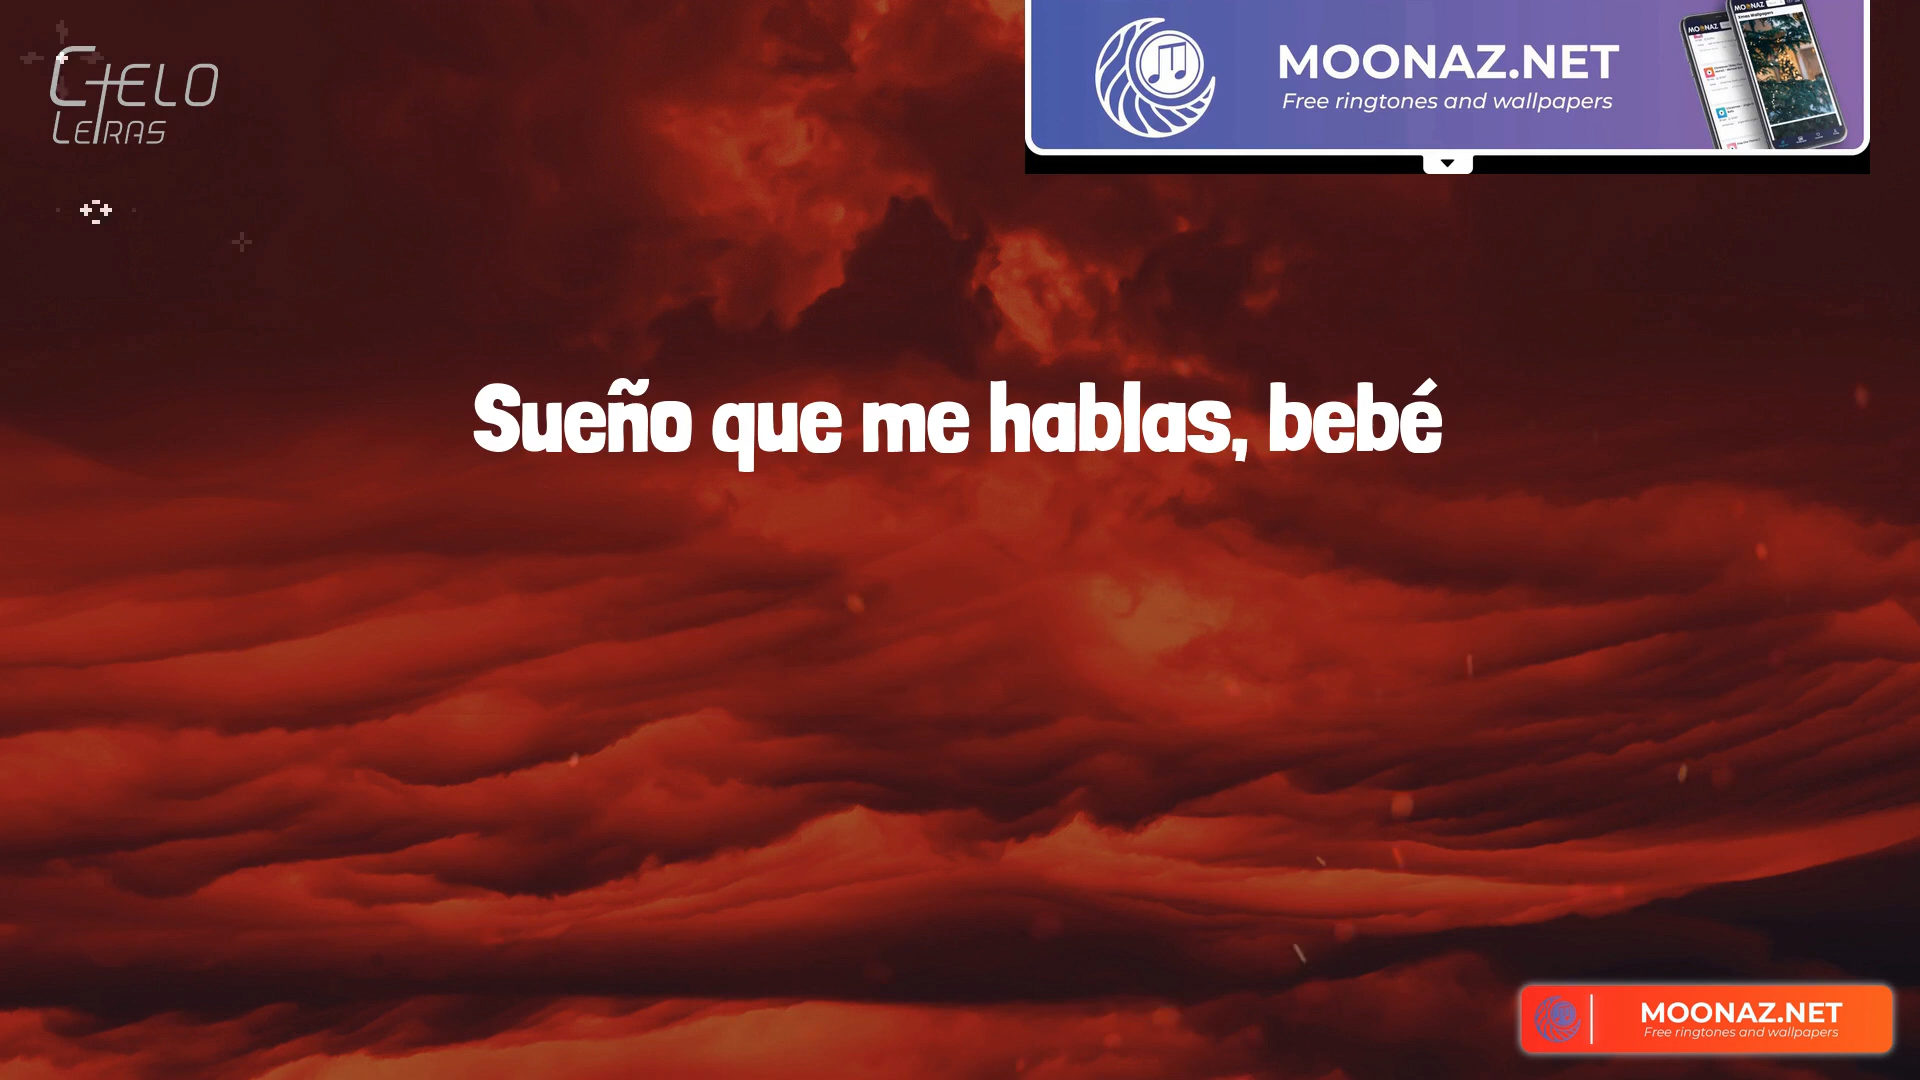 CIELO
LETRAS
MOONAZ.NET
Free ringtones and wallpapers
Sueño que me hablas, bebé
MOONAZ.NET
Free ringtones and wallpapers